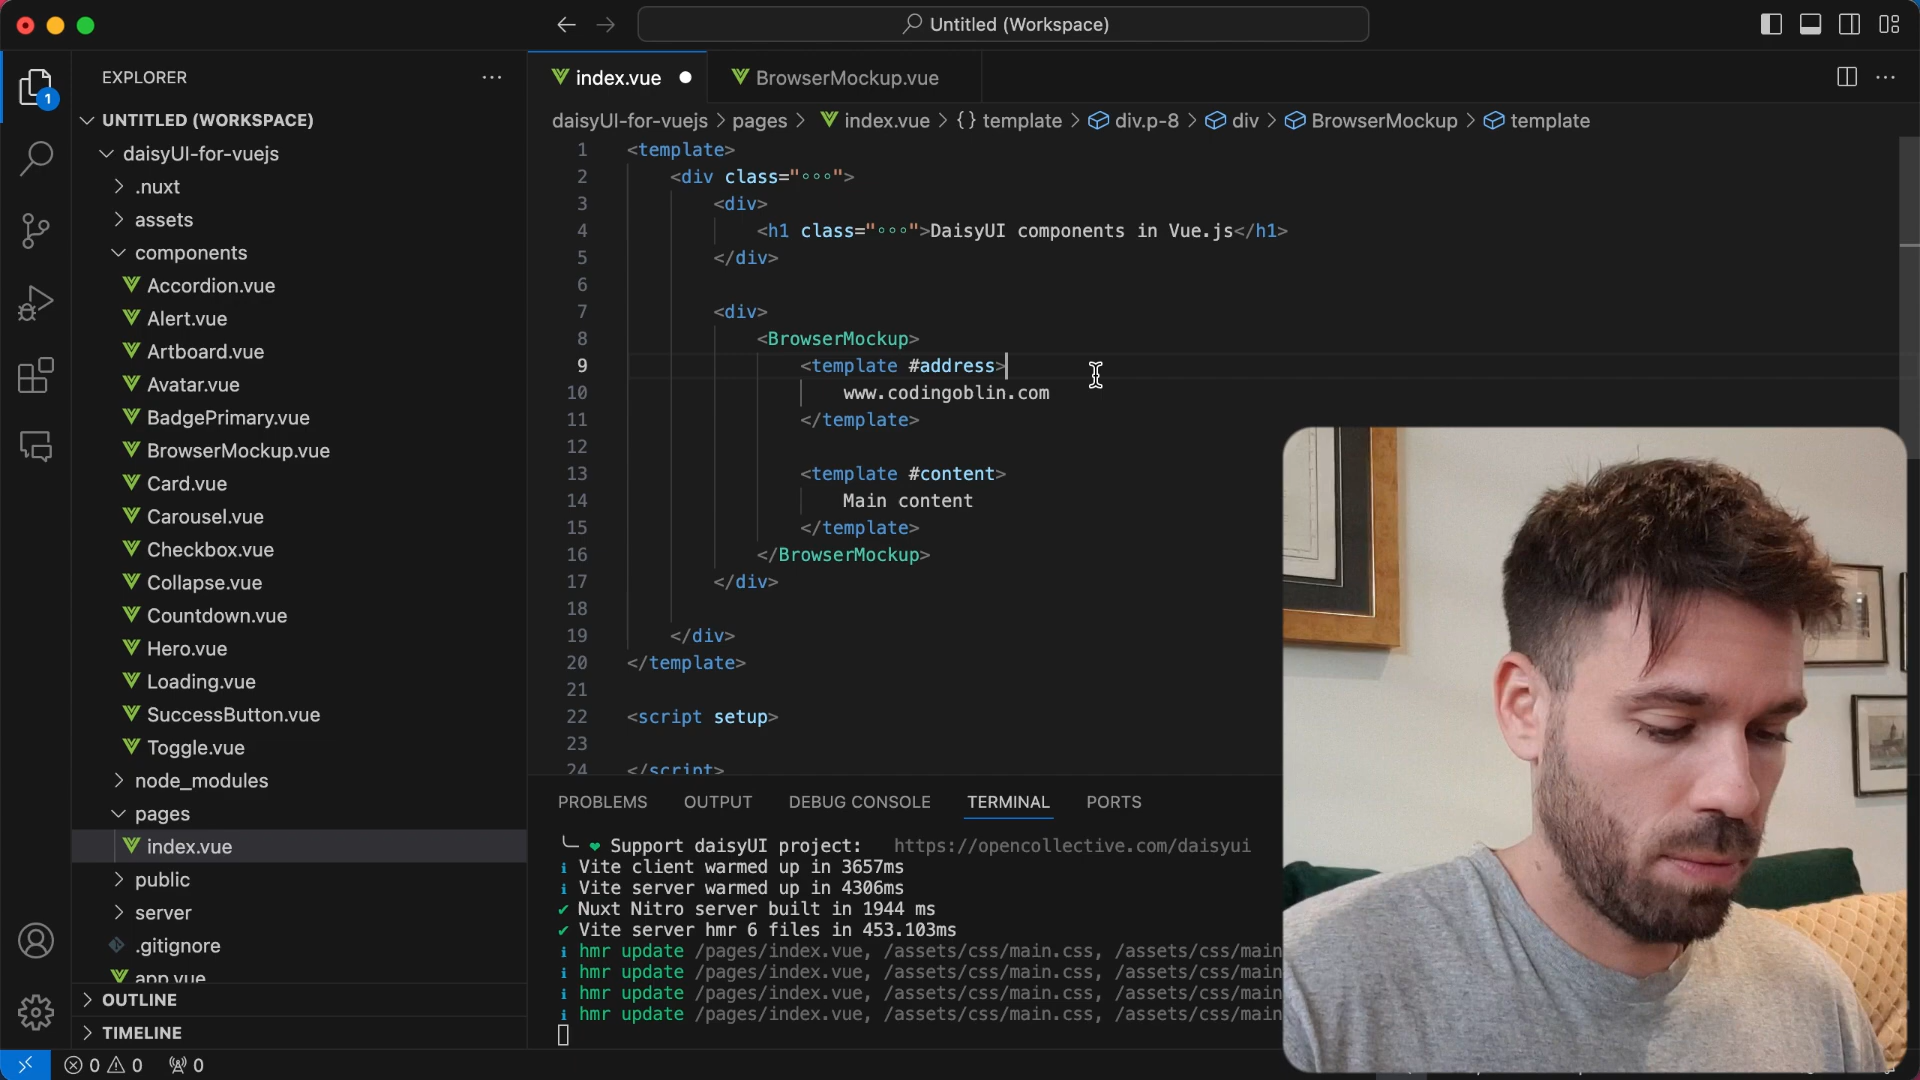 Untitled (Workspace)
EXPLORER
1
UNTITLED (WORKSPACE)
daisyUI-for-vuejs
.nuxt
assets
components
Accordion.vue
Alert.vue
Artboard.vue
Avatar.vue
BadgePrimary.vue
BrowserMockup.vue
Card.vue
Carousel.vue
Checkbox.vue
Collapse.vue
Countdown.vue
Hero.vue
Loading.vue
SuccessButton.vue
Toggle.vue
node_modules
pages
index.vue
public
server
.gitignore
app.vue
OUTLINE
TIMELINE
index.vue
BrowserMockup.vue
daisyUI-for-vuejs > pages > index.vue > {} template > div.p-8 > div > BrowserMockup > template
1 <template>
2 <div class="◦◦◦">
3 <div>
4 <h1 class="◦◦◦">DaisyUI components in Vue.js</h1>
5 </div>
6
7 <div>
8 <BrowserMockup>
9 <template #address>
10 www.codingoblin.com
11 </template>
12
13 <template #content>
14 Main content
15 </template>
16 </BrowserMockup>
17 </div>
18
19 </div>
20 </template>
21
22 <script setup>
23
24 </script>
PROBLEMS OUTPUT DEBUG CONSOLE TERMINAL PORTS
╰─ ♥ Support daisyUI project: https://opencollective.com/daisyui
ℹ Vite client warmed up in 3657ms
ℹ Vite server warmed up in 4306ms
✔ Nuxt Nitro server built in 1944 ms
✔ Vite server hmr 6 files in 453.103ms
ℹ hmr update /pages/index.vue, /assets/css/main.css, /assets/css/main
ℹ hmr update /pages/index.vue, /assets/css/main.css, /assets/css/main
ℹ hmr update /pages/index.vue, /assets/css/main.css, /assets/css/main
ℹ hmr update /pages/index.vue, /assets/css/main.css, /assets/css/main
0 0 0